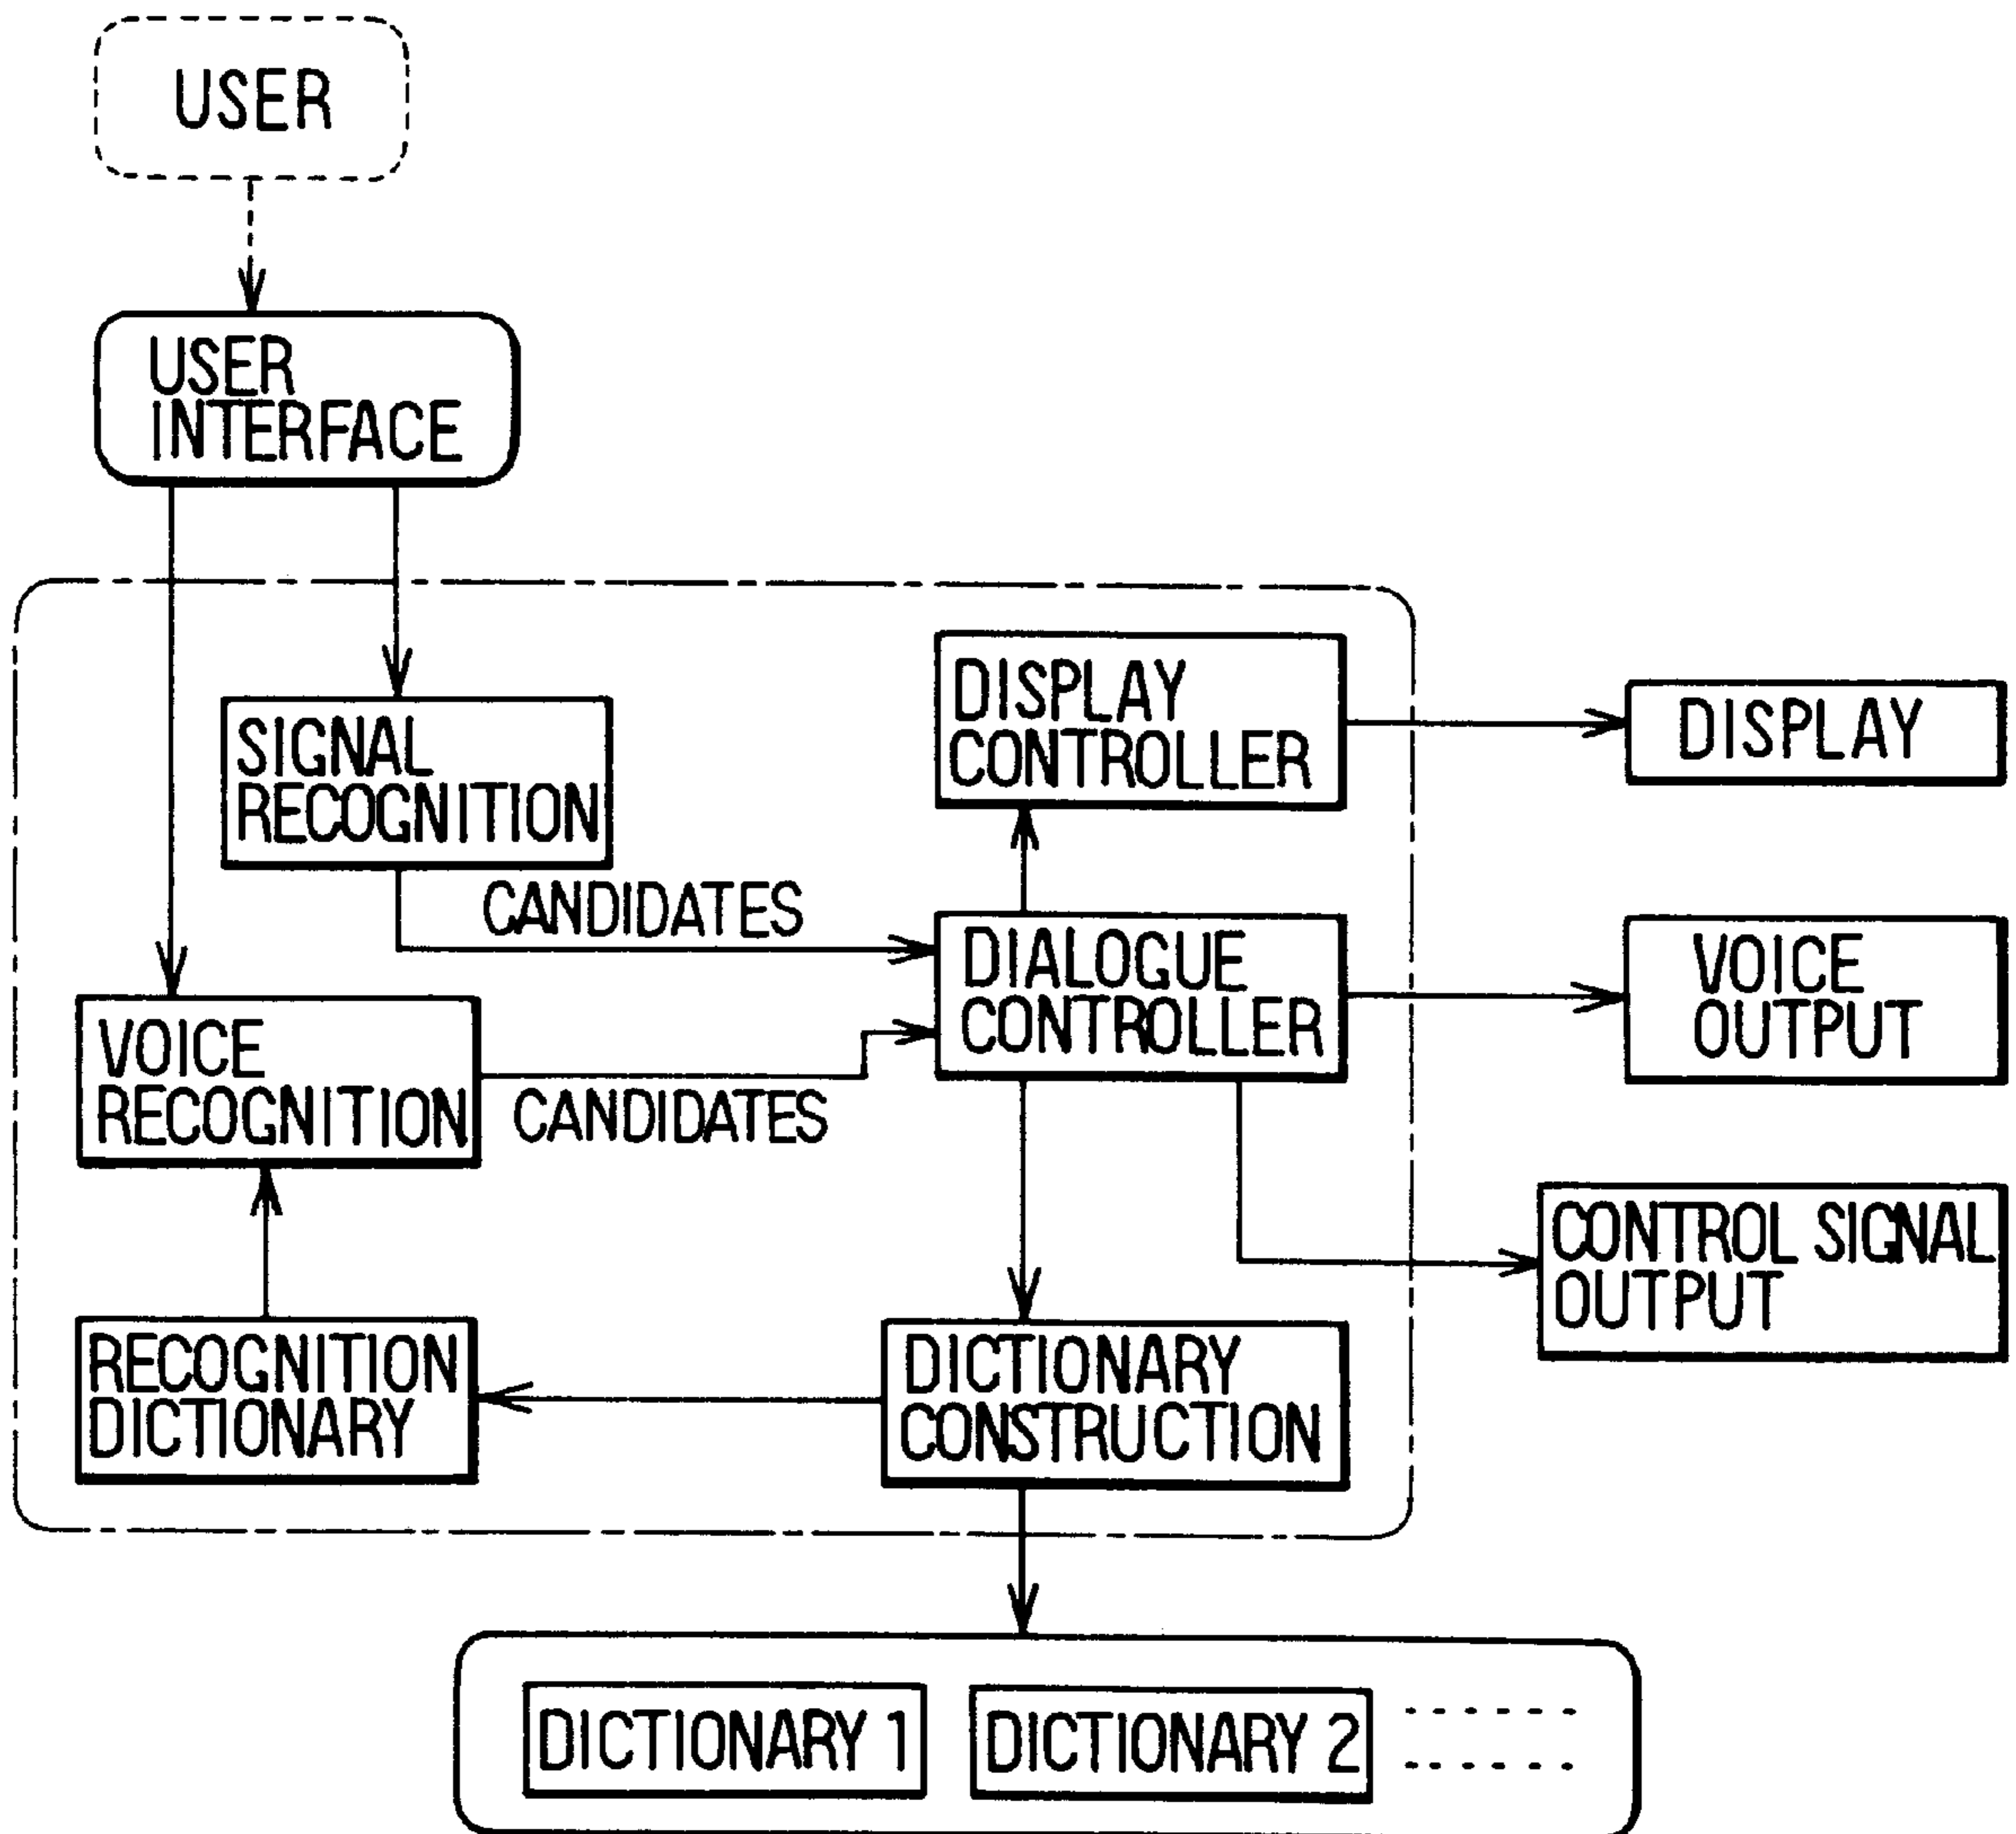 USER
USER
INTERFACE
SIGNAL
RECOGNITION
DISPLAY
CONTROLLER
DISPLAY
CANDIDATES
DIALOGUE
CONTROLLER
VOICE
OUTPUT
VOICE
RECOGNITION
CANDIDATES
CONTROL SIGNAL
OUTPUT
RECOGNITION
DICTIONARY
DICTIONARY
CONSTRUCTION
DICTIONARY 1
DICTIONARY 2